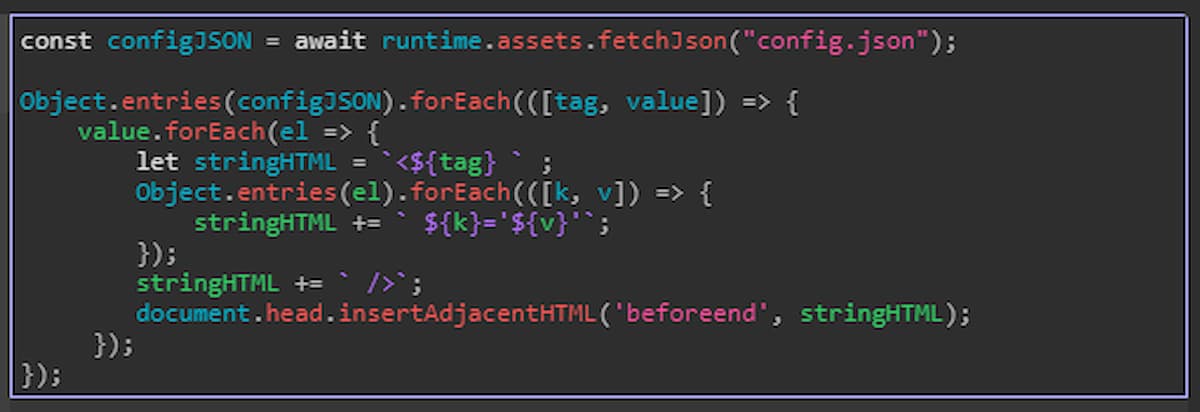 const configJSON = await runtime.assets.fetchJson("config.json");
Object.entries(configJSON).forEach(([tag, value]) => {
value.forEach(el => {
let stringHTML = `<${tag} ` ;
Object.entries(el).forEach(([k, v]) => {
stringHTML += ` ${k}='${v}'`;
});
stringHTML += ` />`;
document.head.insertAdjacentHTML('beforeend', stringHTML);
});
});